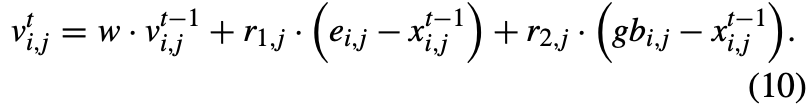 v_{i,j}^{t} = w · v_{i,j}^{t−1} + r_{1,j} · (e_{i,j} − x_{i,j}^{t−1}) + r_{2,j} · (gb_{i,j} − x_{i,j}^{t−1}).
(10)